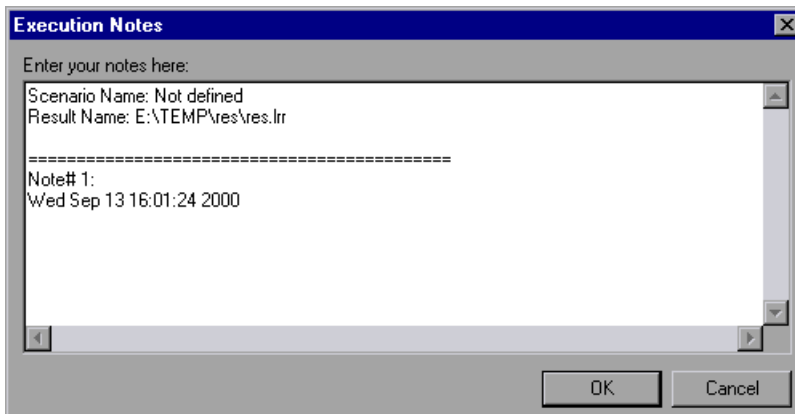 Execution Notes
Enter your notes here:
Scenario Name: Not defined
Result Name: E:\TEMP\res\res.lrr
============================================
Note# 1:
Wed Sep 13 16:01:24 2000
OK
Cancel